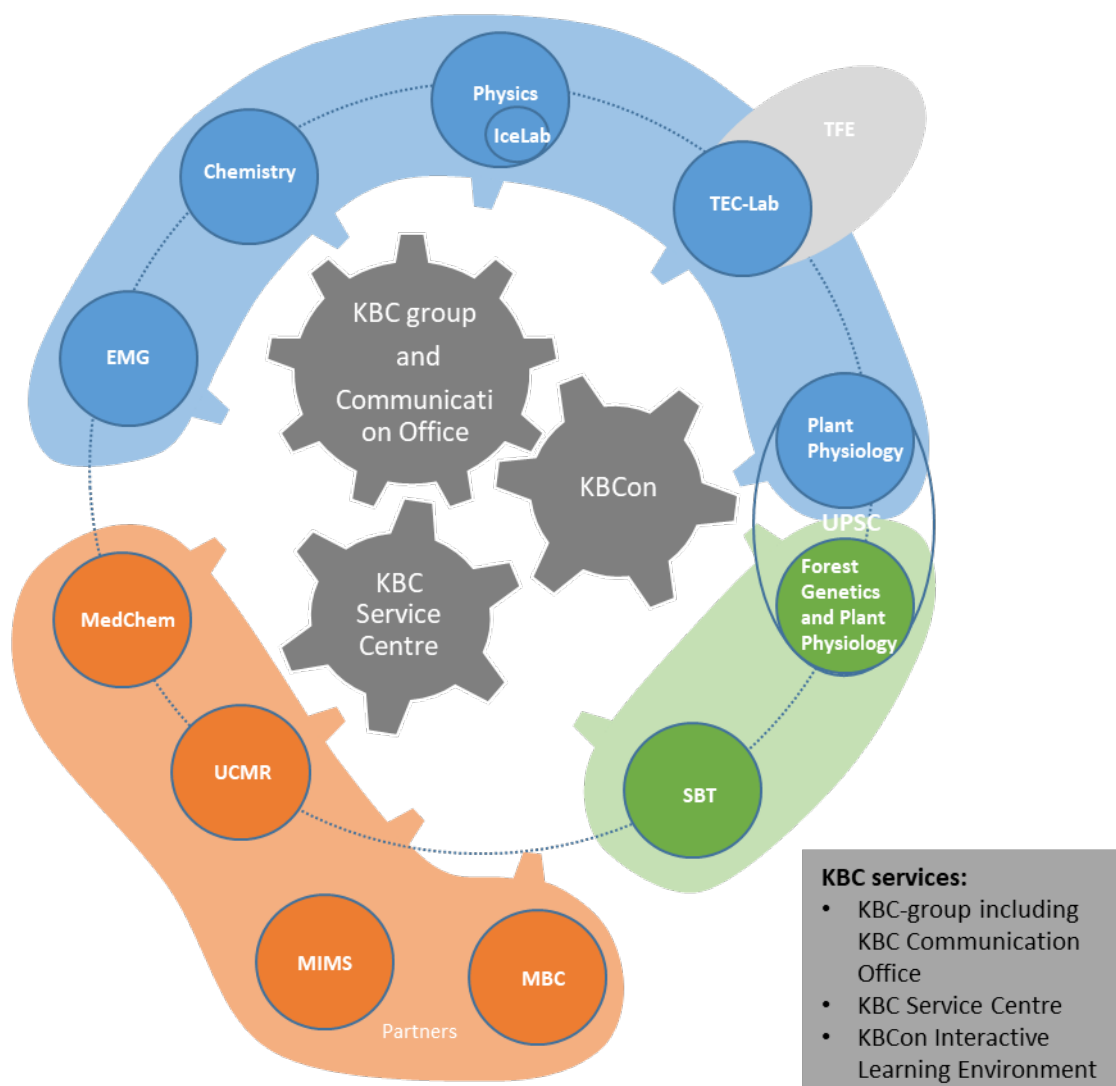 Physics
IceLab
TFE
Chemistry
TEC-Lab
KBC group
and
Communicati
on Office
EMG
Plant
Physiology
KBCon
UPSC
KBC
Service
Centre
Forest
Genetics
and Plant
Physiology
MedChem
UCMR
SBT
MIMS
MBC
Partners
KBC services:
• KBC-group including
KBC Communication
Office
• KBC Service Centre
• KBCon Interactive
Learning Environment